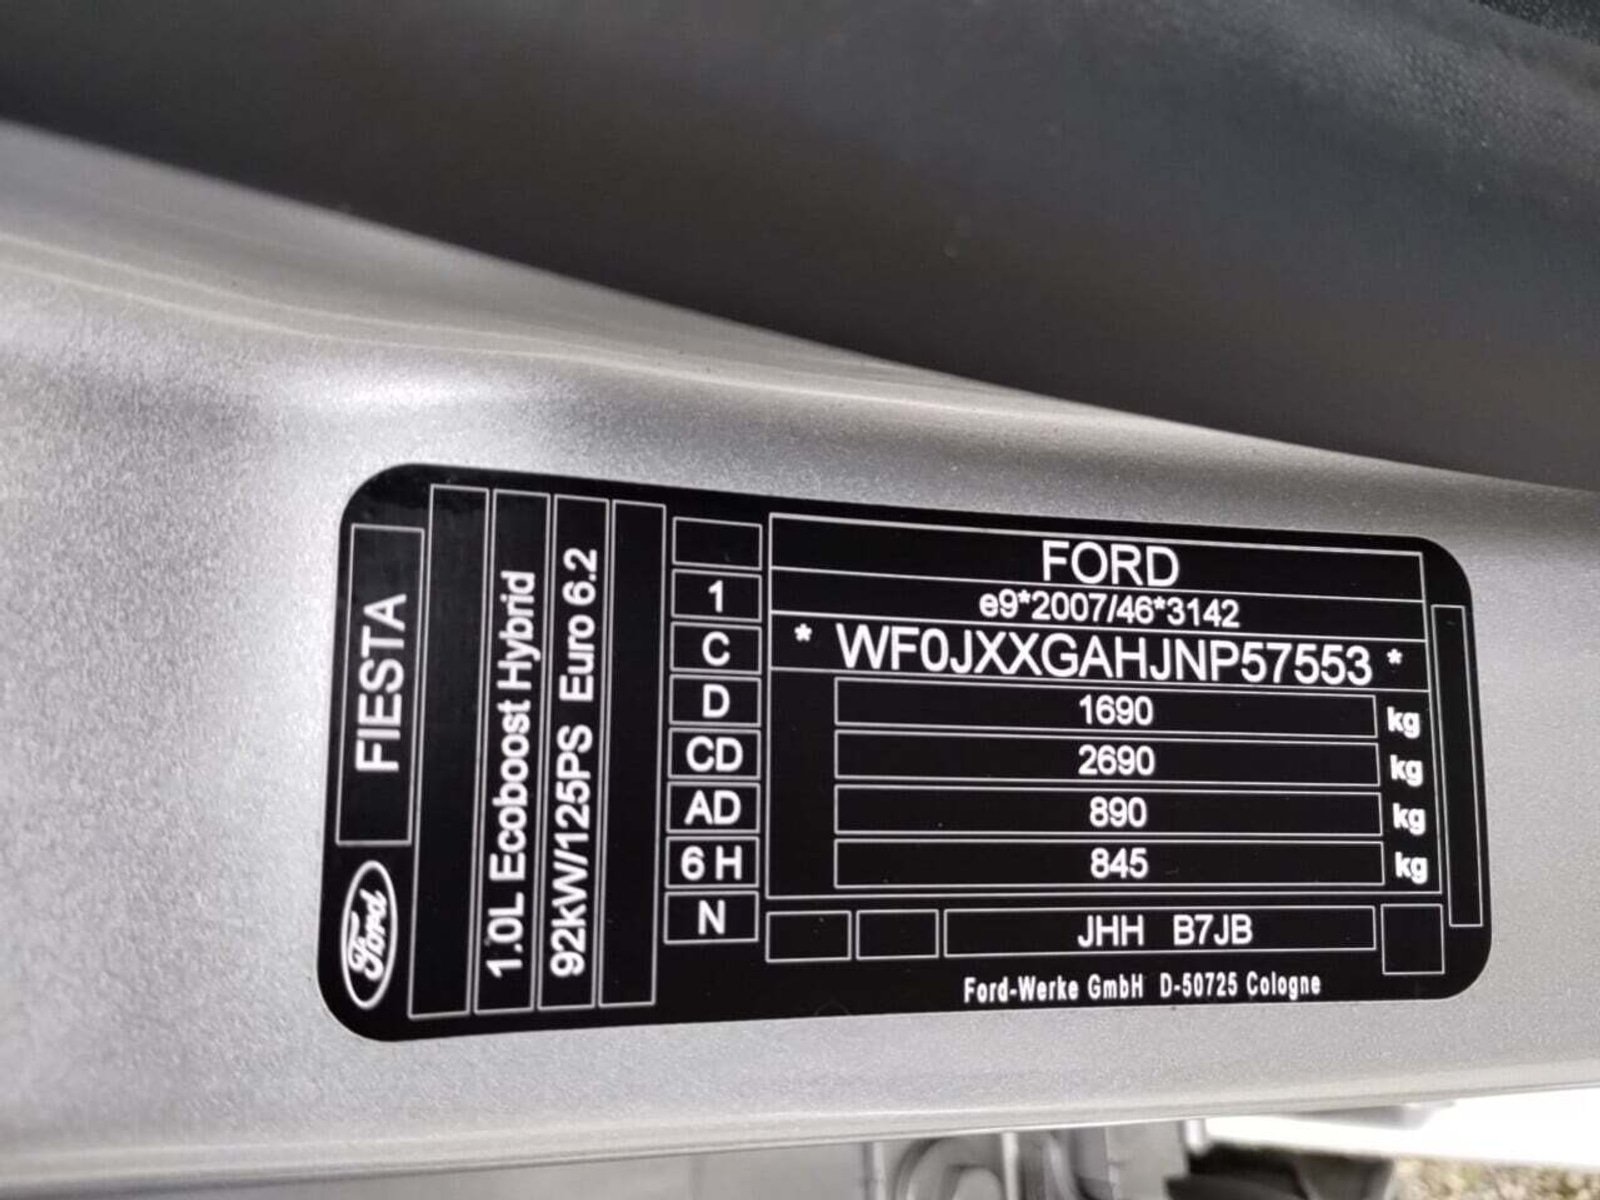 FIESTA
Ford
1.0L Ecoboost Hybrid
92kW/125PS Euro 6.2
FORD
1 e9*2007/46*3142
C * WF0JXXGAHJNP57553 *
D 1690 kg
CD 2690 kg
AD 890 kg
6 H 845 kg
N JHH B7JB
Ford-Werke GmbH D-50725 Cologne